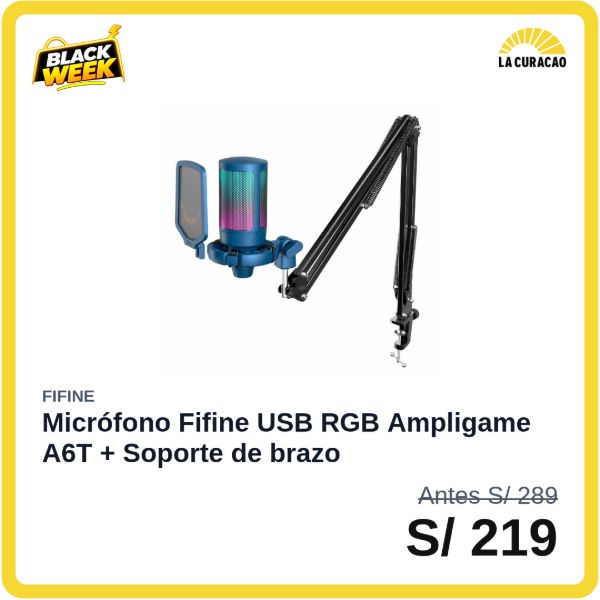 BLACK
WEEK
LA CURACAO
FIFINE
Micrófono Fifine USB RGB Ampligame
A6T + Soporte de brazo
Antes S/ 289
S/ 219